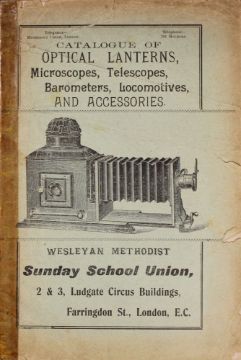 CATALOGUE OF
OPTICAL LANTERNS,
Microscopes, Telescopes,
Barometers, Locomotives,
AND ACCESSORIES.
WESLEYAN METHODIST
Sunday School Union,
2 & 3, Ludgate Circus Buildings,
Farringdon St., London, E.C.